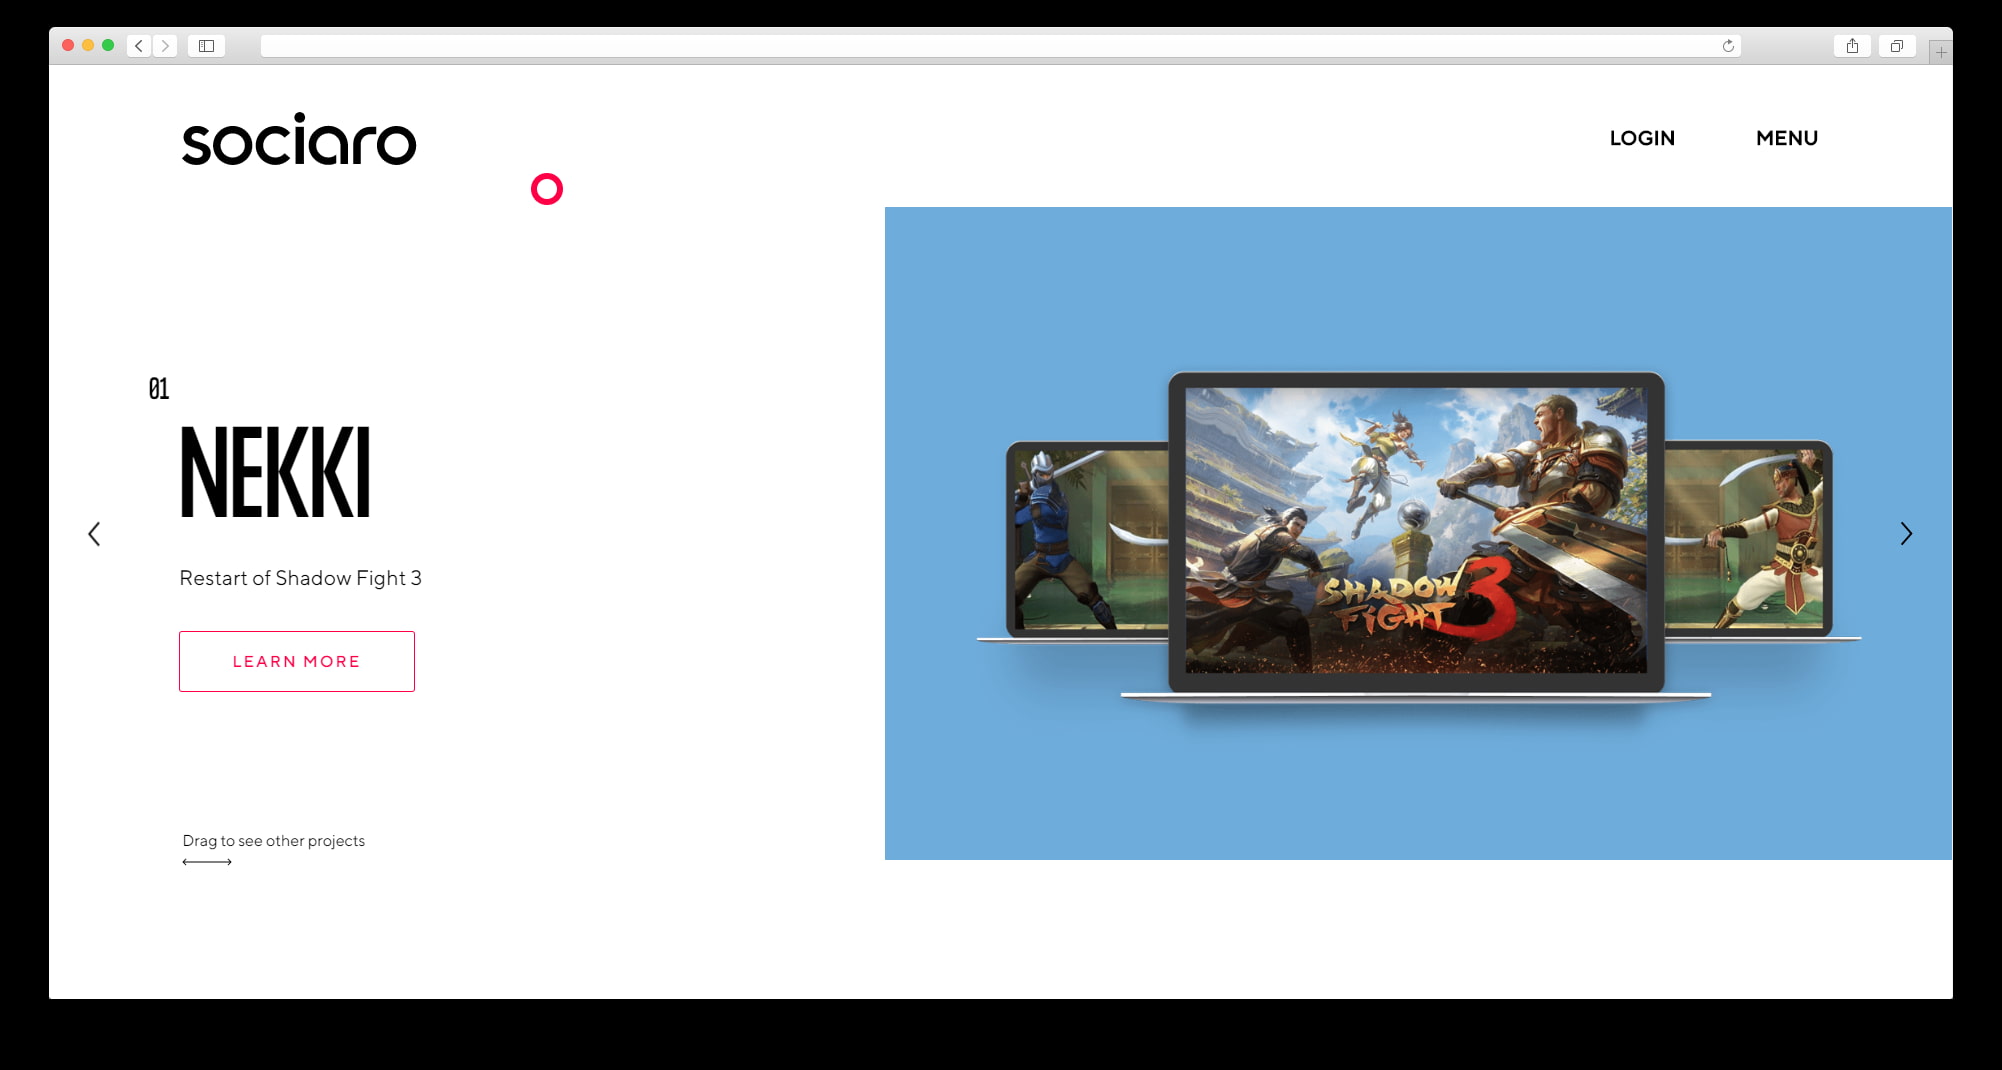 sociaro
LOGIN
MENU
01
NEKKI
Restart of Shadow Fight 3
LEARN MORE
Drag to see other projects
SHADOW
FIGHT 3